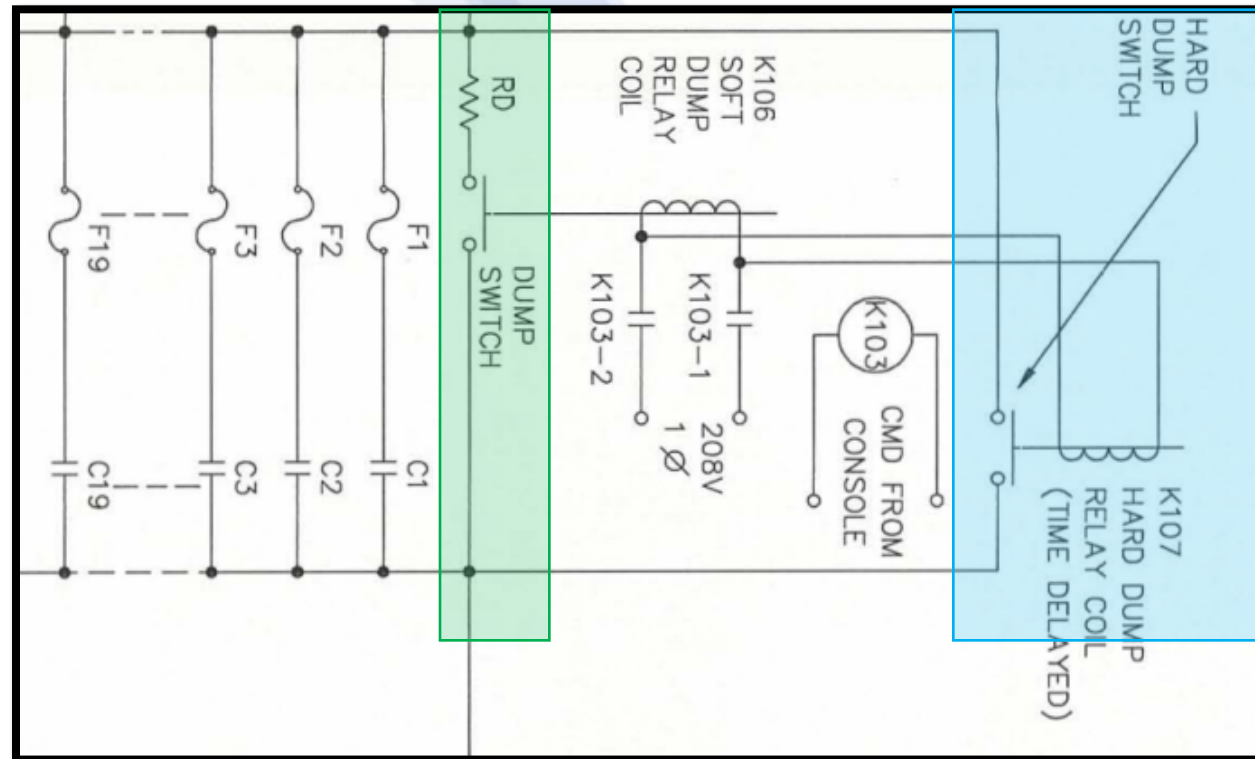 HARD
DUMP
SWITCH
K106
SOFT
DUMP
RELAY
COIL
RD
F19
F3
F2
F1
DUMP
SWITCH
K103-2
K103-1
K103
208V
1 Ø
CMD FROM
CONSOLE
C19
C3
C2
C1
K107
HARD DUMP
RELAY COIL
(TIME DELAYED)